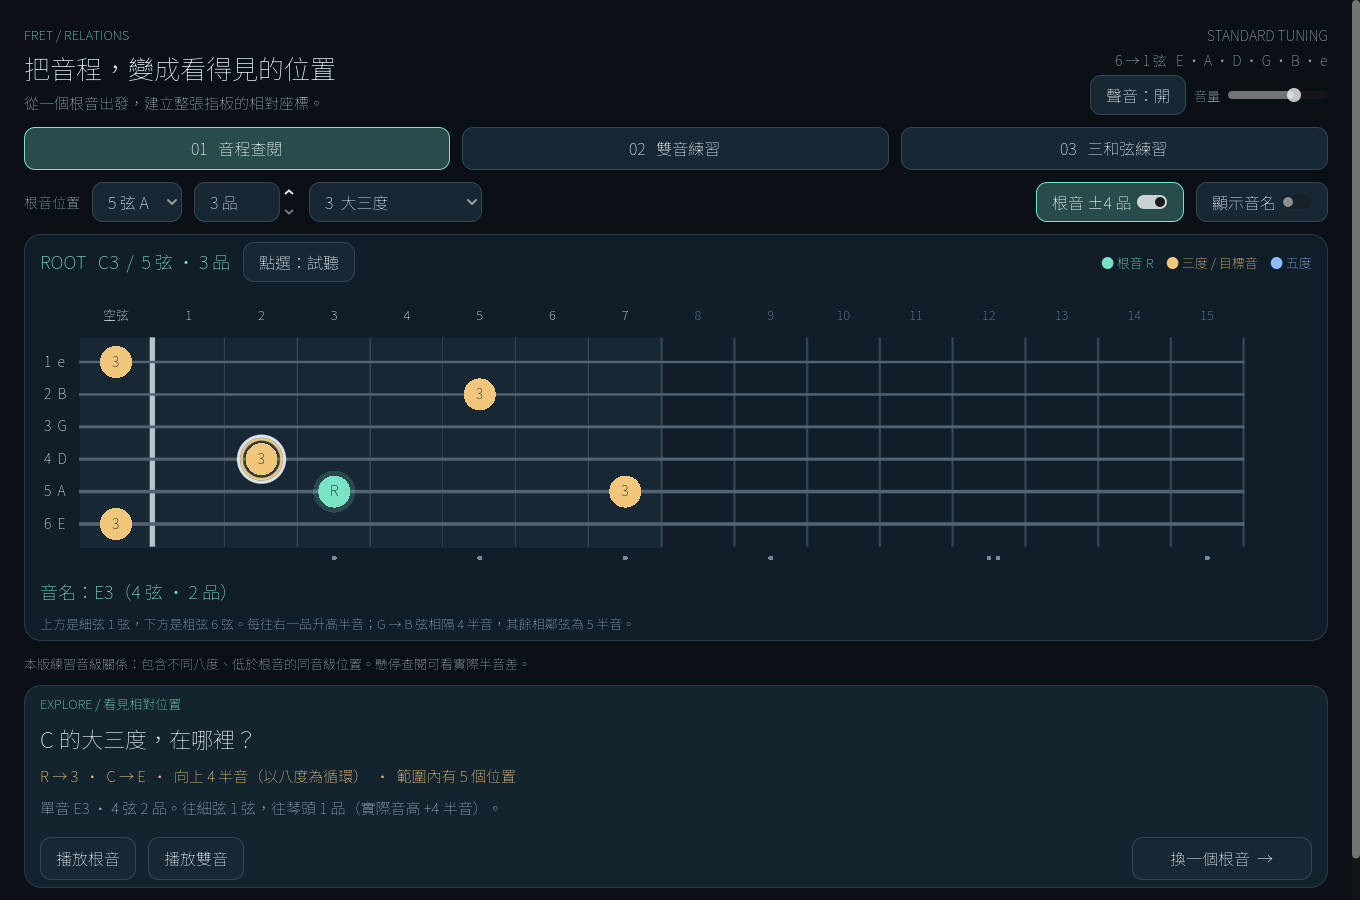 FRET / RELATIONS
STANDARD TUNING
把音程，變成看得見的位置
6→1弦 E・A・D・G・B・e
從一個根音出發，建立整張指板的相對座標。
聲音：開 音量
01 音程查閱 02 雙音練習 03 三和弦練習
根音位置 5 弦 A 3 品 3 大三度 根音 ±4 品 顯示音名
ROOT C3 / 5 弦 ・ 3 品 點選：試聽 根音 R 三度 / 目標音 五度
空弦 1 2 3 4 5 6 7 8 9 10 11 12 13 14 15
1 e 3
2 B 3
3 G
4 D 3
5 A R 3
6 E 3
音名：E3（4 弦 ・ 2 品）
上方是細弦 1 弦，下方是粗弦 6 弦。每往右一品升高半音；G→B 弦相隔 4 半音，其餘相鄰弦為 5 半音。
本版練習音級關係：包含不同八度、低於根音的同音級位置。懸停查閱可看實際半音差。
EXPLORE / 看見相對位置
C 的大三度，在哪裡？
R→3 ・ C→E ・ 向上 4 半音（以八度為循環） ・ 範圍內有 5 個位置
單音 E3・4 弦 2 品。往細弦 1 弦，往琴頭 1 品（實際音高 +4 半音）。
播放根音 播放雙音 換一個根音 →